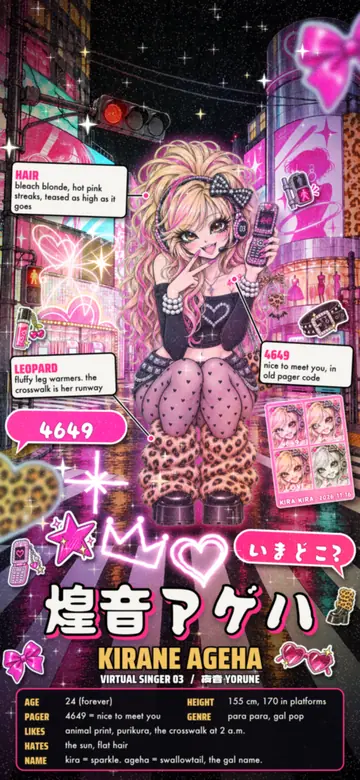 HAIR
bleach blonde, hot pink
streaks, teased as high as it
goes
03
LEOPARD
fluffy leg warmers. the
crosswalk is her runway
4649
nice to meet you, in
old pager code
4649
KIRA KIRA
いまどこ?
煌音アゲハ
KIRANE AGEHA
VIRTUAL SINGER 03 / 夜音 YORUNE
AGE 24 (forever) HEIGHT 155 cm, 170 in platforms
PAGER 4649 = nice to meet you GENRE para para, gal pop
LIKES animal print, purikura, the crosswalk at 2 a.m.
HATES the sun, flat hair
NAME kira = sparkle. ageha = swallowtail, the gal name.